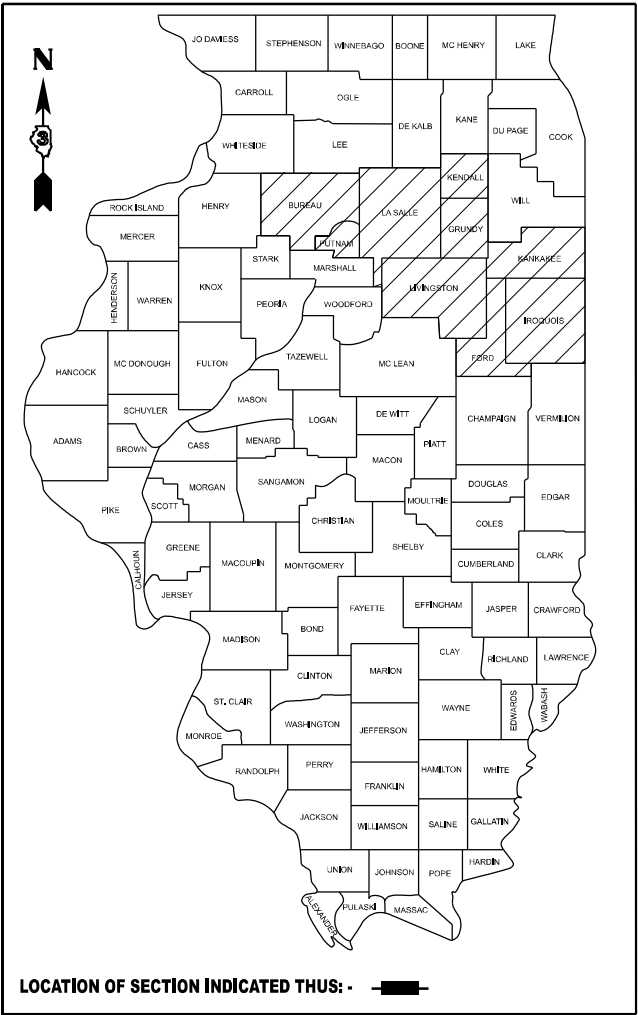 JO DAVIESS STEPHENSON WINNEBAGO BOONE MC HENRY LAKE
N
CARROLL OGLE
3
DE KALB KANE DU PAGE COOK
WHITESIDE LEE
KENDALL
WILL
ROCK ISLAND HENRY BUREAU LA SALLE
GRUNDY
MERCER PUTNAM
STARK KANKAKEE
MARSHALL
HENDERSON WARREN KNOX LIVINGSTON
PEORIA WOODFORD
IROQUOIS
HANCOCK MC DONOUGH FULTON TAZEWELL MC LEAN FORD
MASON
SCHUYLER LOGAN DE WITT CHAMPAIGN VERMILION
ADAMS BROWN CASS MENARD PIATT
MACON
MORGAN SANGAMON DOUGLAS
PIKE SCOTT MOULTRIE EDGAR
CHRISTIAN COLES
GREENE SHELBY
CALHOUN MACOUPIN MONTGOMERY CUMBERLAND CLARK
JERSEY
FAYETTE EFFINGHAM JASPER CRAWFORD
MADISON BOND
CLAY RICHLAND LAWRENCE
CLINTON MARION
ST. CLAIR WAYNE EDWARDS WABASH
WASHINGTON JEFFERSON
MONROE
RANDOLPH PERRY HAMILTON WHITE
FRANKLIN
JACKSON WILLIAMSON SALINE GALLATIN
UNION JOHNSON POPE HARDIN
ALEXANDER PULASKI MASSAC
LOCATION OF SECTION INDICATED THUS: -